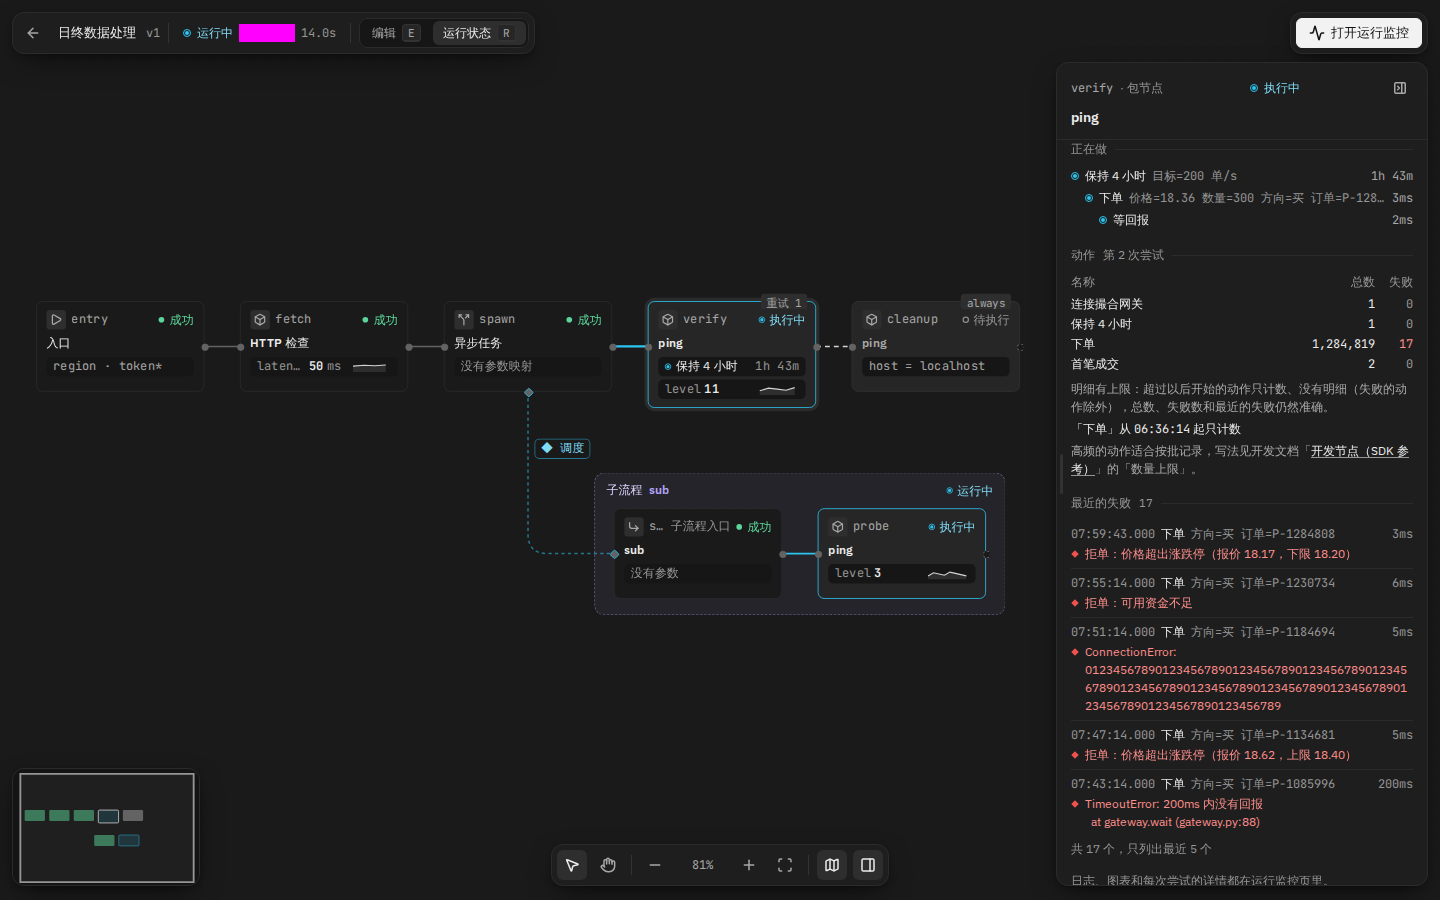 日终数据处理 v1 运行中 14.0s 编辑 E 运行状态 R
打开运行监控
verify · 包节点 执行中
ping
正在做
保持 4 小时 目标=200 单/s 1h 43m
下单 价格=18.36 数量=300 方向=买 订单=P-128… 3ms
等回报 2ms
动作 第 2 次尝试
名称 总数 失败
连接撮合网关 1 0
保持 4 小时 1 0
下单 1,284,819 17
首笔成交 2 0
明细有上限：超过以后开始的动作只计数、没有明细（失败的动
作除外），总数、失败数和最近的失败仍然准确。
「下单」从 06:36:14 起只计数
高频的动作适合按批记录，写法见开发文档「开发节点（SDK 参
考）」的「数量上限」。
最近的失败 17
07:59:43.000 下单 方向=买 订单=P-1284808 3ms
拒单：价格超出涨跌停（报价 18.17，下限 18.20）
07:55:14.000 下单 方向=买 订单=P-1230734 6ms
拒单：可用资金不足
07:51:14.000 下单 方向=买 订单=P-1184694 5ms
ConnectionError:
0123456789012345678901234567890123456789012345
6789012345678901234567890123456789012345678901
2345678901234567890123456789
07:47:14.000 下单 方向=买 订单=P-1134681 5ms
拒单：价格超出涨跌停（报价 18.62，上限 18.40）
07:43:14.000 下单 方向=买 订单=P-1085996 200ms
TimeoutError: 200ms 内没有回报
at gateway.wait (gateway.py:88)
共 17 个，只列出最近 5 个
日志、图表和每次尝试的详情都在运行监控页里。
entry 成功
入口
region · token*
fetch 成功
HTTP 检查
laten… 50 ms
spawn 成功
异步任务
没有参数映射
重试 1
verify 执行中
ping
保持 4 小时 1h 43m
level 11
always
cleanup 待执行
ping
host = localhost
调度
子流程 sub 运行中
s… 子流程入口 成功
sub
没有参数
probe 执行中
ping
level 3
81%